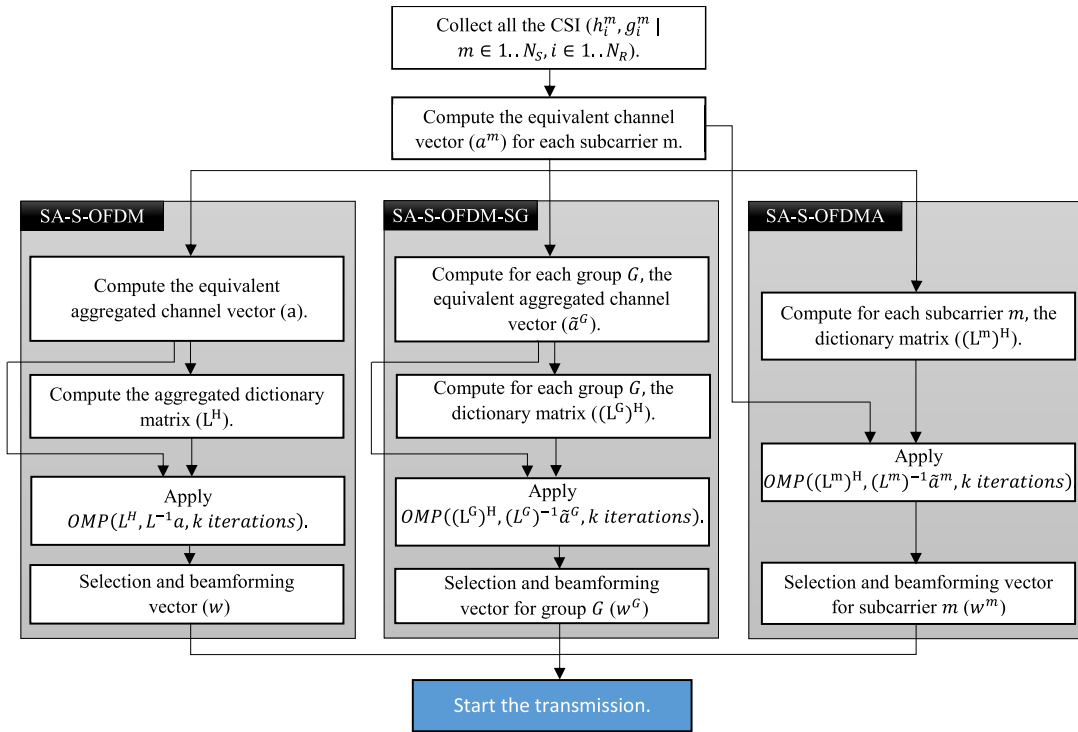 Collect all the CSI (h_i^m, g_i^m |
m ∈ 1..N_S, i ∈ 1..N_R).
Compute the equivalent channel
vector (a^m) for each subcarrier m.
SA-S-OFDM
Compute the equivalent
aggregated channel vector (a).
Compute the aggregated dictionary
matrix (L^H).
Apply
OMP(L^H, L^{-1}a, k iterations).
Selection and beamforming
vector (w)
SA-S-OFDM-SG
Compute for each group G, the
equivalent aggregated channel
vector (ã^G).
Compute for each group G, the
dictionary matrix ((L^G)^H).
Apply
OMP((L^G)^H, (L^G)^{-1}ã^G, k iterations).
Selection and beamforming
vector for group G (w^G)
SA-S-OFDMA
Compute for each subcarrier m, the
dictionary matrix ((L^m)^H).
Apply
OMP((L^m)^H, (L^m)^{-1}ã^m, k iterations)
Selection and beamforming vector
for subcarrier m (w^m)
Start the transmission.